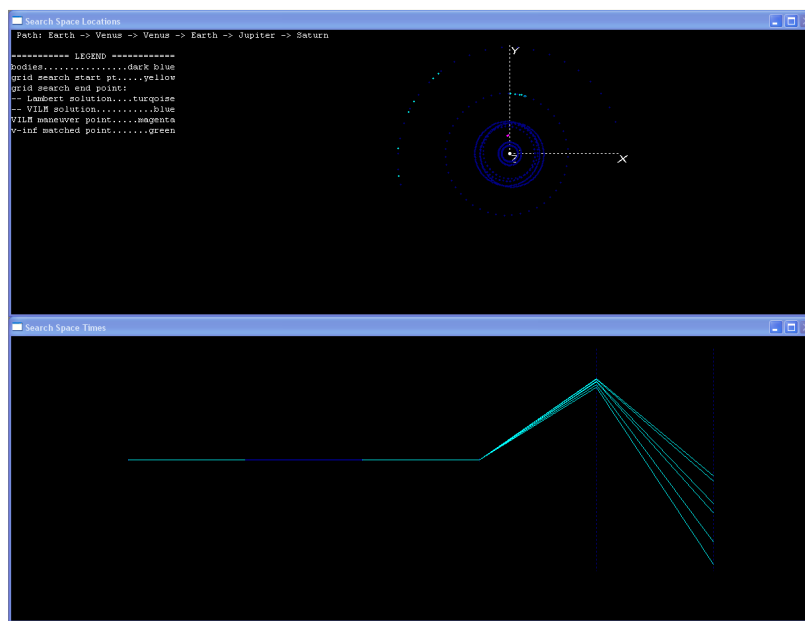 Search Space Locations
Path: Earth -> Venus -> Venus -> Earth -> Jupiter -> Saturn
=========== LEGEND ============
bodies................dark blue
grid search start pt.....yellow
grid search end point:
-- Lambert solution....turqoise
-- VILM solution...........blue
VILM maneuver point.....magenta
v-inf matched point.......green
Y
X
Z
Search Space Times